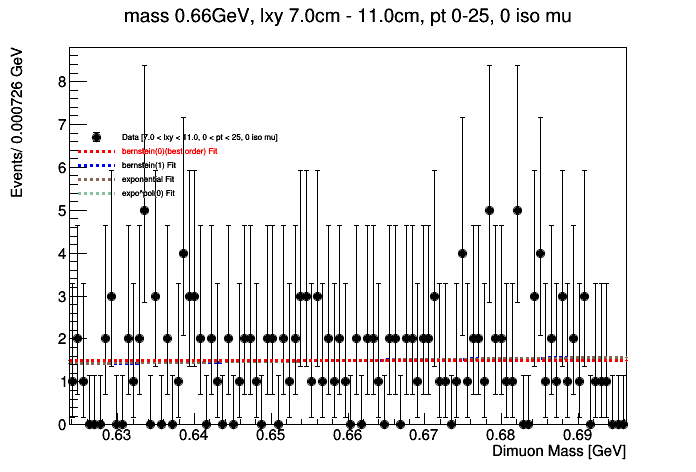 mass 0.66GeV, lxy 7.0cm - 11.0cm, pt 0-25, 0 iso mu
Events/ 0.000726 GeV
8
7
6
5
4
3
2
1
0
Data [7.0 < lxy < 11.0, 0 < pt < 25, 0 iso mu]
bernstein(0)(best order) Fit
bernstein(1) Fit
exponential Fit
expo*pol(0) Fit
0.63 0.64 0.65 0.66 0.67 0.68 0.69
Dimuon Mass [GeV]